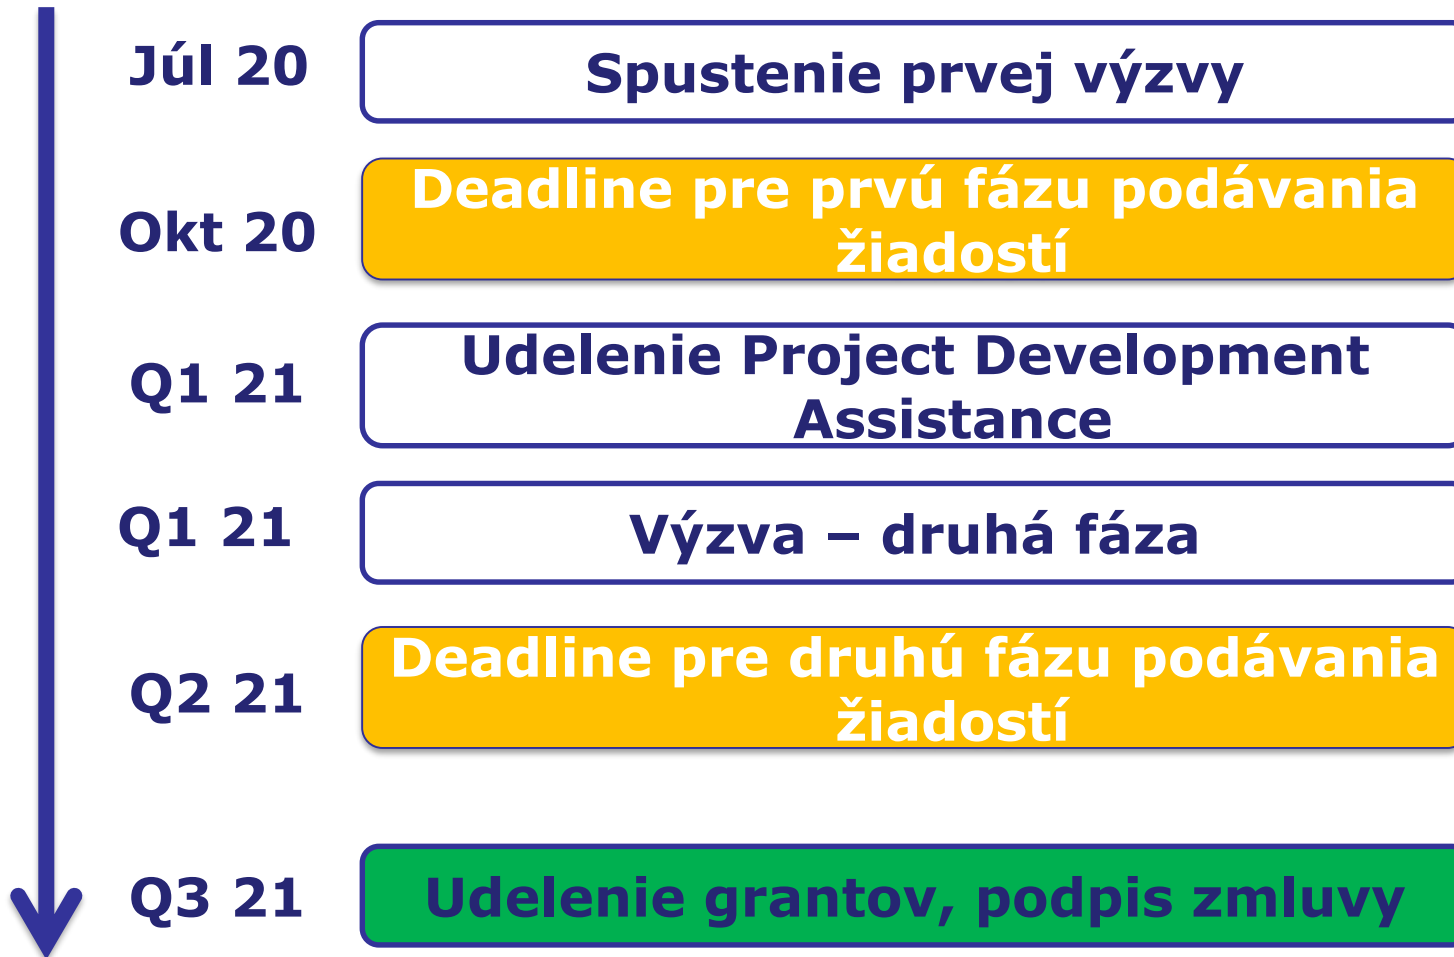 Júl 20
Spustenie prvej výzvy
Okt 20
Deadline pre prvú fázu podávania
žiadostí
Q1 21
Udelenie Project Development
Assistance
Q1 21
Výzva – druhá fáza
Q2 21
Deadline pre druhú fázu podávania
žiadostí
Q3 21
Udelenie grantov, podpis zmluvy